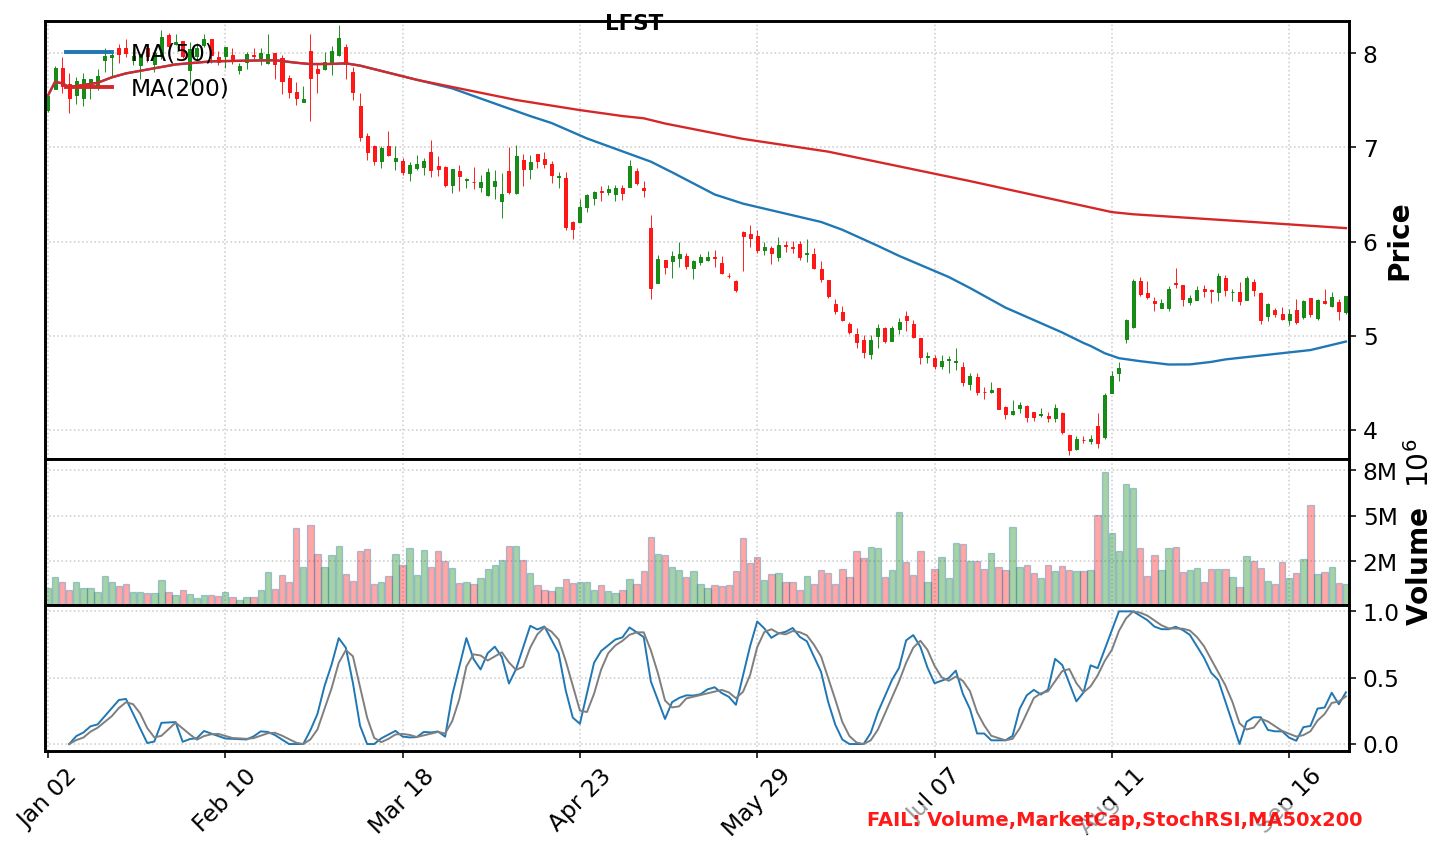 LFST
MA(50)
MA(200)
8
7
6
5
4
Price
8M
5M
2M
Volume 10⁶
1.0
0.5
0.0
Jan 02
Feb 10
Mar 18
Apr 23
May 29
Jul 07
Aug 11
Sep 16
FAIL: Volume,MarketCap,StochRSI,MA50x200